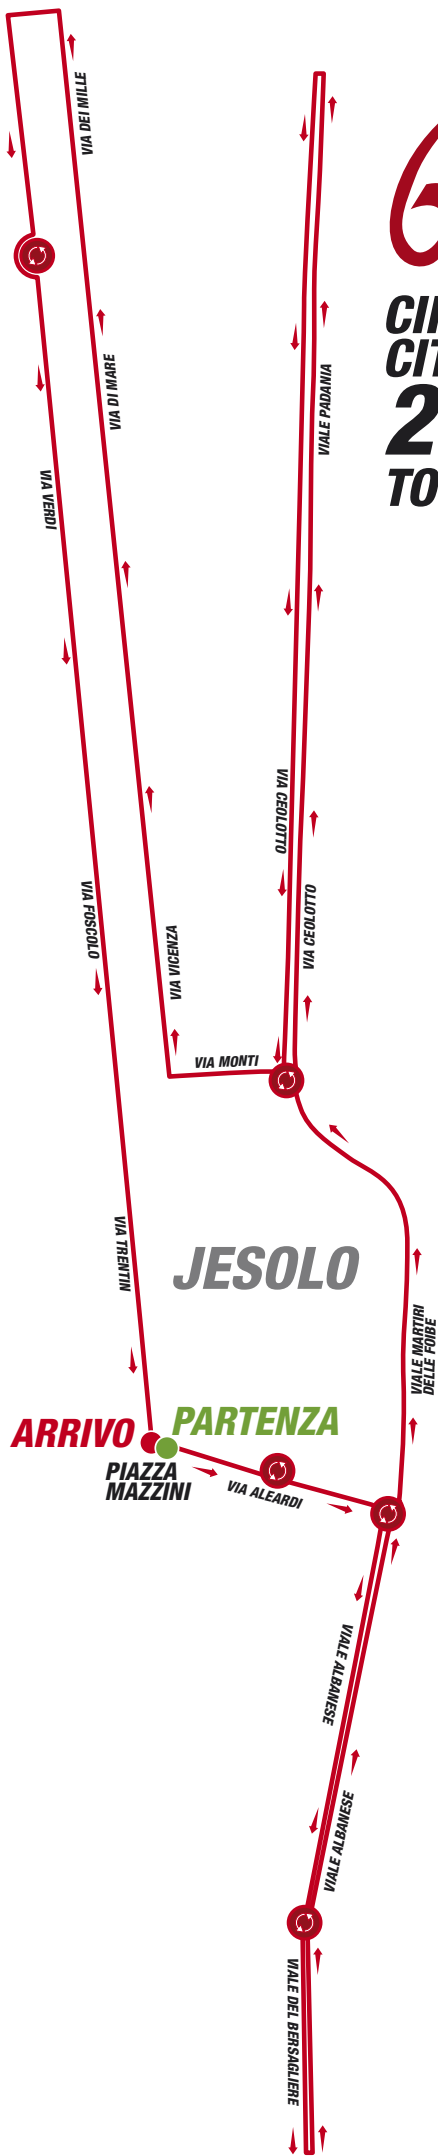 VIA DEI MILLE
6
VIA DI MARE
VIALE PADANIA
VIA VERDI
2
TO
VIA CEOLOTTO
VIA FOSCOLO
VIA CEOLOTTO
VIA VICENZA
VIA MONTI
VIA TRENTIN
JESOLO
VIALE MARTIRI
DELLE FOIBE
ARRIVO
PARTENZA
PIAZZA
MAZZINI
VIA ALEARDI
VIALE ALBANESE
VIALE ALBANESE
VIALE DEL BERSAGLIERE